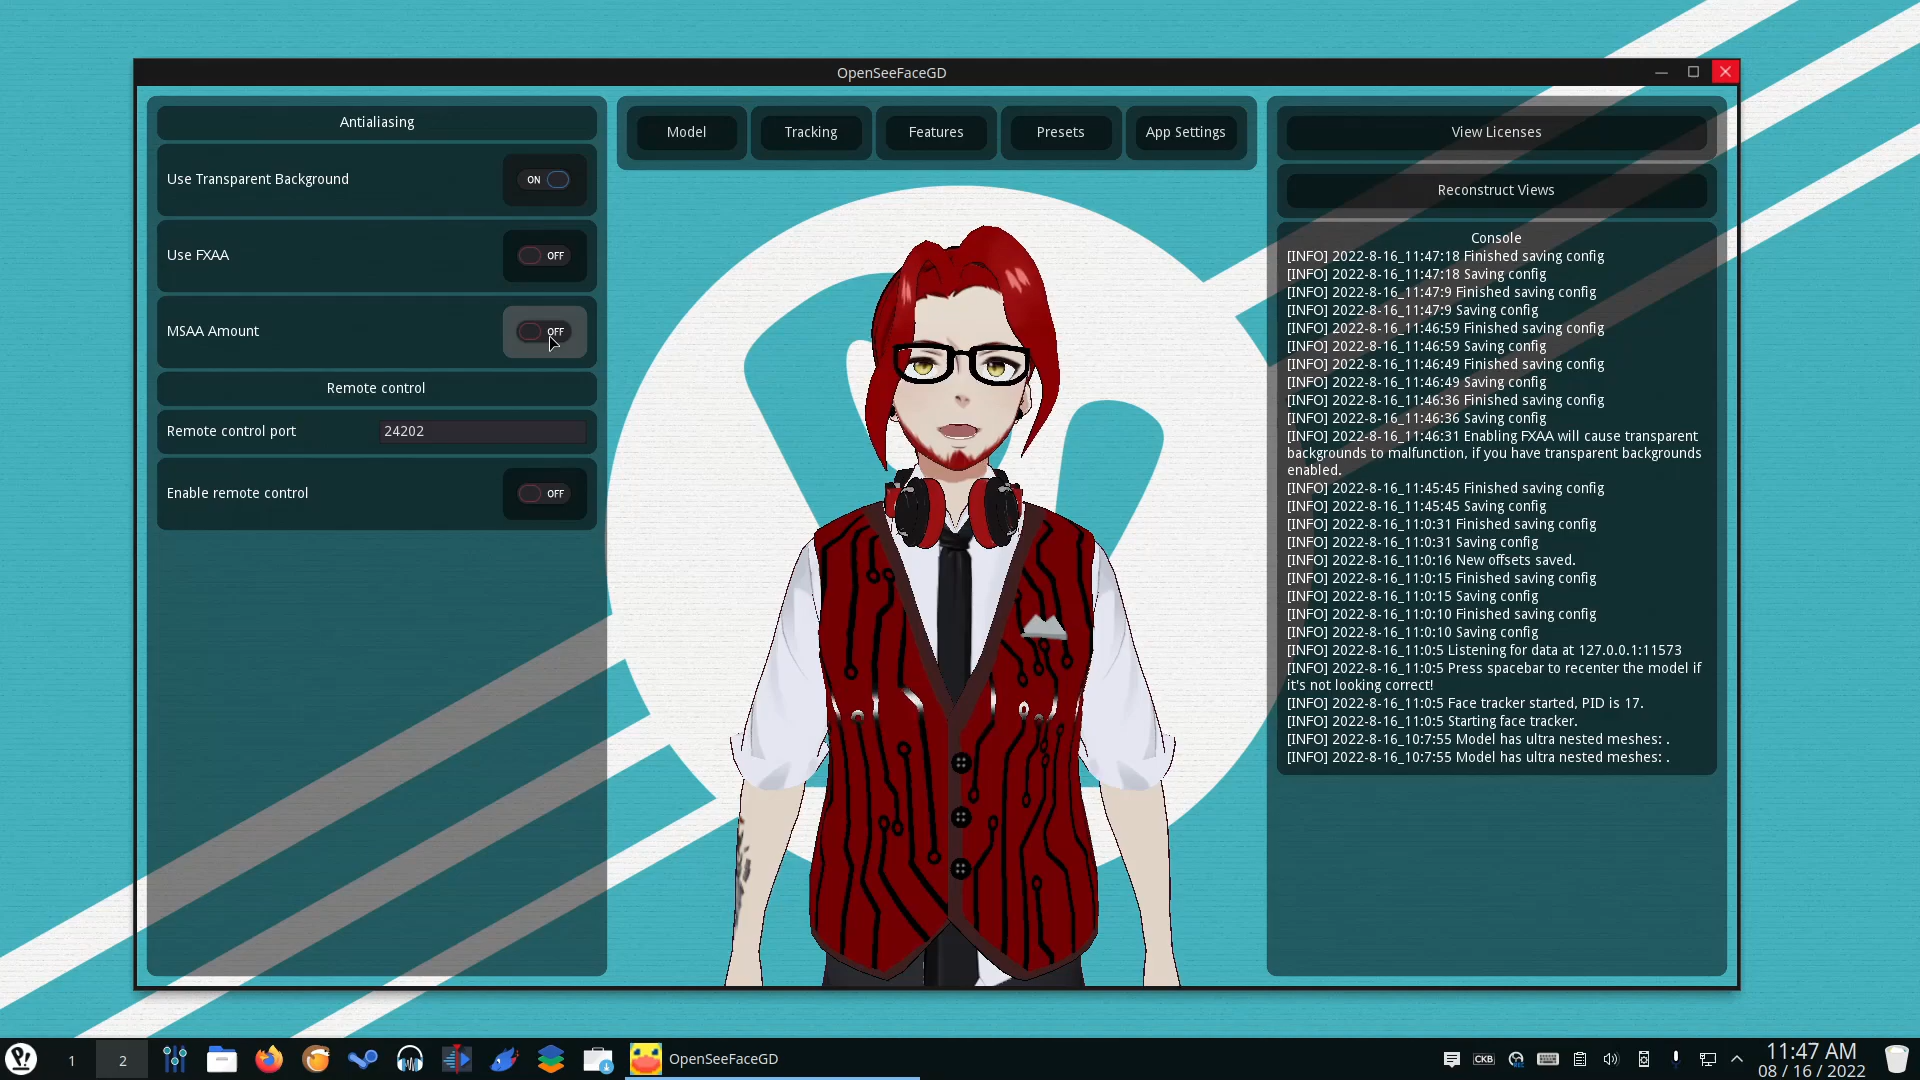 OpenSeeFaceGD
Antialiasing
Use Transparent Background
ON
Use FXAA
OFF
MSAA Amount
OFF
Remote control
Remote control port
24202
Enable remote control
OFF
Model
Tracking
Features
Presets
App Settings
View Licenses
Reconstruct Views
Console
[INFO] 2022-8-16_11:47:18 Finished saving config
[INFO] 2022-8-16_11:47:18 Saving config
[INFO] 2022-8-16_11:47:9 Finished saving config
[INFO] 2022-8-16_11:47:9 Saving config
[INFO] 2022-8-16_11:46:59 Finished saving config
[INFO] 2022-8-16_11:46:59 Saving config
[INFO] 2022-8-16_11:46:49 Finished saving config
[INFO] 2022-8-16_11:46:49 Saving config
[INFO] 2022-8-16_11:46:36 Finished saving config
[INFO] 2022-8-16_11:46:36 Saving config
[INFO] 2022-8-16_11:46:31 Enabling FXAA will cause transparent
backgrounds to malfunction, if you have transparent backgrounds
enabled.
[INFO] 2022-8-16_11:45:45 Finished saving config
[INFO] 2022-8-16_11:45:45 Saving config
[INFO] 2022-8-16_11:0:31 Finished saving config
[INFO] 2022-8-16_11:0:31 Saving config
[INFO] 2022-8-16_11:0:16 New offsets saved.
[INFO] 2022-8-16_11:0:15 Finished saving config
[INFO] 2022-8-16_11:0:15 Saving config
[INFO] 2022-8-16_11:0:10 Finished saving config
[INFO] 2022-8-16_11:0:10 Saving config
[INFO] 2022-8-16_11:0:5 Listening for data at 127.0.0.1:11573
[INFO] 2022-8-16_11:0:5 Press spacebar to recenter the model if
it's not looking correct!
[INFO] 2022-8-16_11:0:5 Face tracker started, PID is 17.
[INFO] 2022-8-16_11:0:5 Starting face tracker.
[INFO] 2022-8-16_10:7:55 Model has ultra nested meshes: .
[INFO] 2022-8-16_10:7:55 Model has ultra nested meshes: .
1
2
OpenSeeFaceGD
CKB
11:47 AM
08 / 16 / 2022